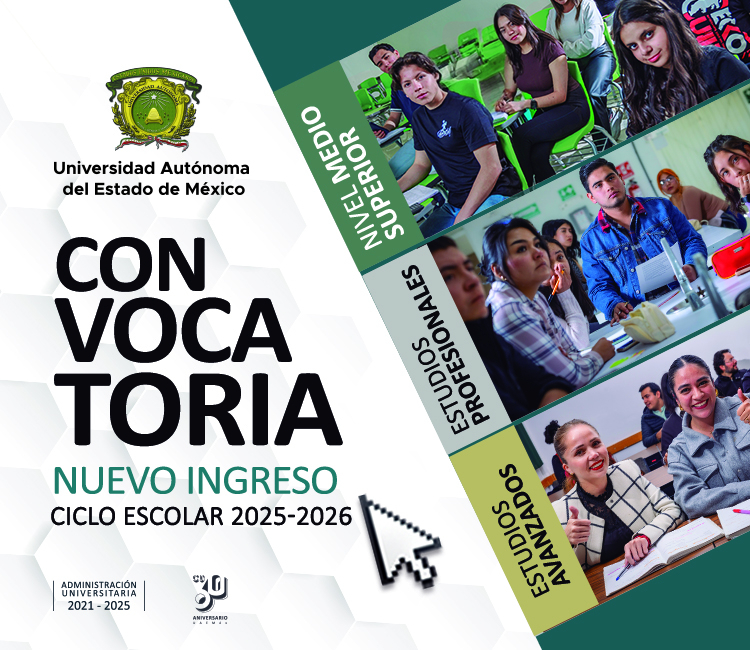 Universidad Autónoma
del Estado de México
CON
VOCA
TORIA
NUEVO INGRESO
CICLO ESCOLAR 2025-2026
ADMINISTRACIÓN
UNIVERSITARIA
2021 - 2025
ANIVERSARIO
NIVEL MEDIO
SUPERIOR
ESTUDIOS
PROFESIONALES
ESTUDIOS
AVANZADOS